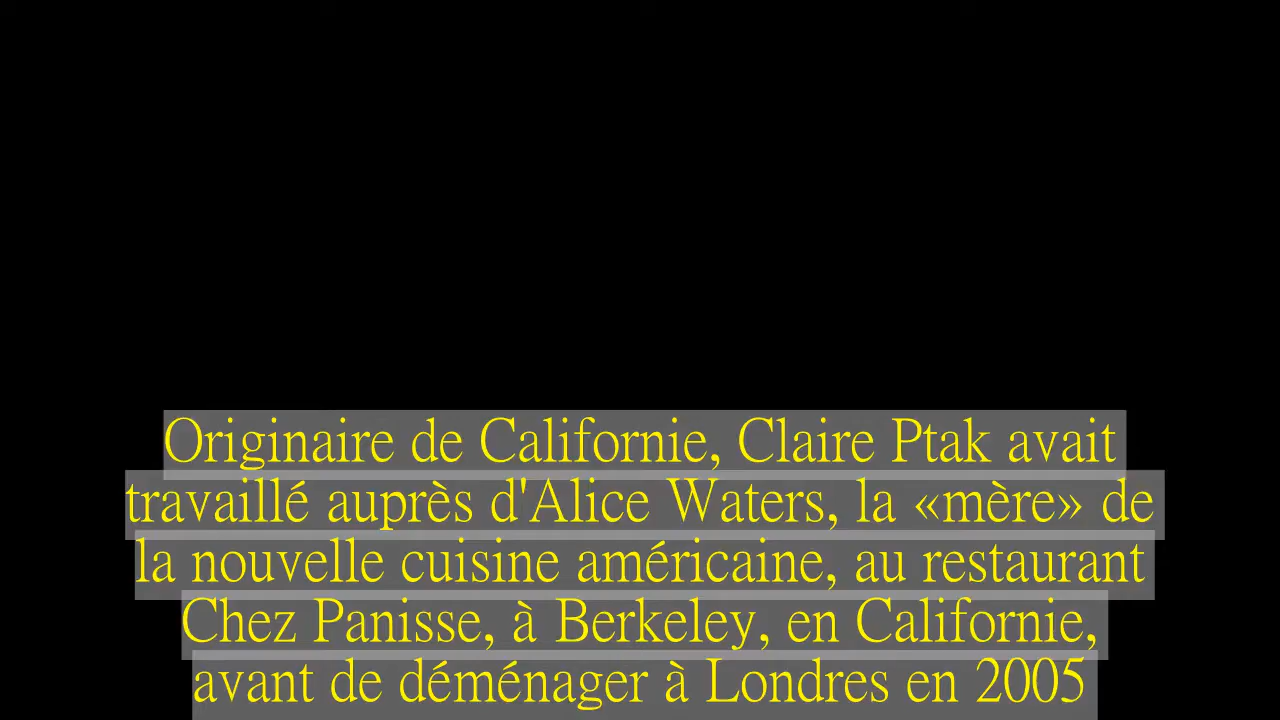 Originaire de Californie, Claire Ptak avait
travaillé auprès d'Alice Waters, la «mère» de
la nouvelle cuisine américaine, au restaurant
Chez Panisse, à Berkeley, en Californie,
avant de déménager à Londres en 2005